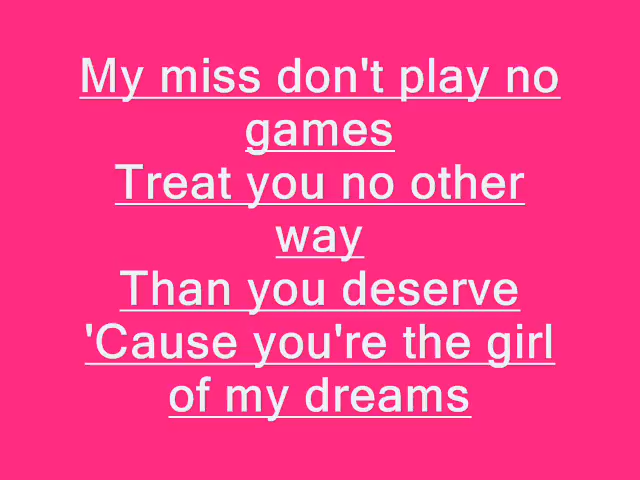 My miss don't play no
games
Treat you no other
way
Than you deserve
'Cause you're the girl
of my dreams